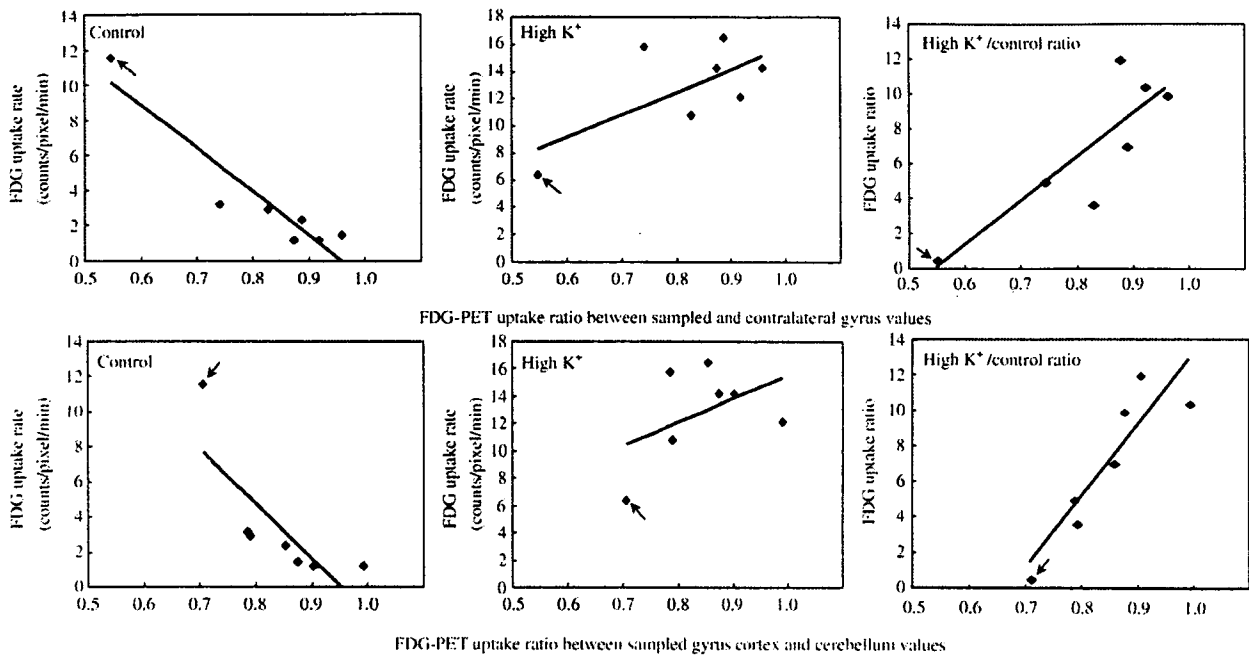 Control
FDG uptake rate
(counts/pixel/min)
14
12
10
8
6
4
2
0
0.5 0.6 0.7 0.8 0.9 1.0
High K⁺
FDG uptake rate
(counts/pixel/min)
18
16
14
12
10
8
6
4
2
0
0.5 0.6 0.7 0.8 0.9 1.0
High K⁺/control ratio
FDG uptake ratio
14
12
10
8
6
4
2
0
0.5 0.6 0.7 0.8 0.9 1.0
FDG-PET uptake ratio between sampled and contralateral gyrus values
Control
FDG uptake rate
(counts/pixel/min)
14
12
10
8
6
4
2
0
0.5 0.6 0.7 0.8 0.9 1.0
High K⁺
FDG uptake rate
(counts/pixel/min)
18
16
14
12
10
8
6
4
2
0
0.5 0.6 0.7 0.8 0.9 1.0
High K⁺/control ratio
FDG uptake ratio
14
12
10
8
6
4
2
0
0.5 0.6 0.7 0.8 0.9 1.0
FDG-PET uptake ratio between sampled gyrus cortex and cerebellum values